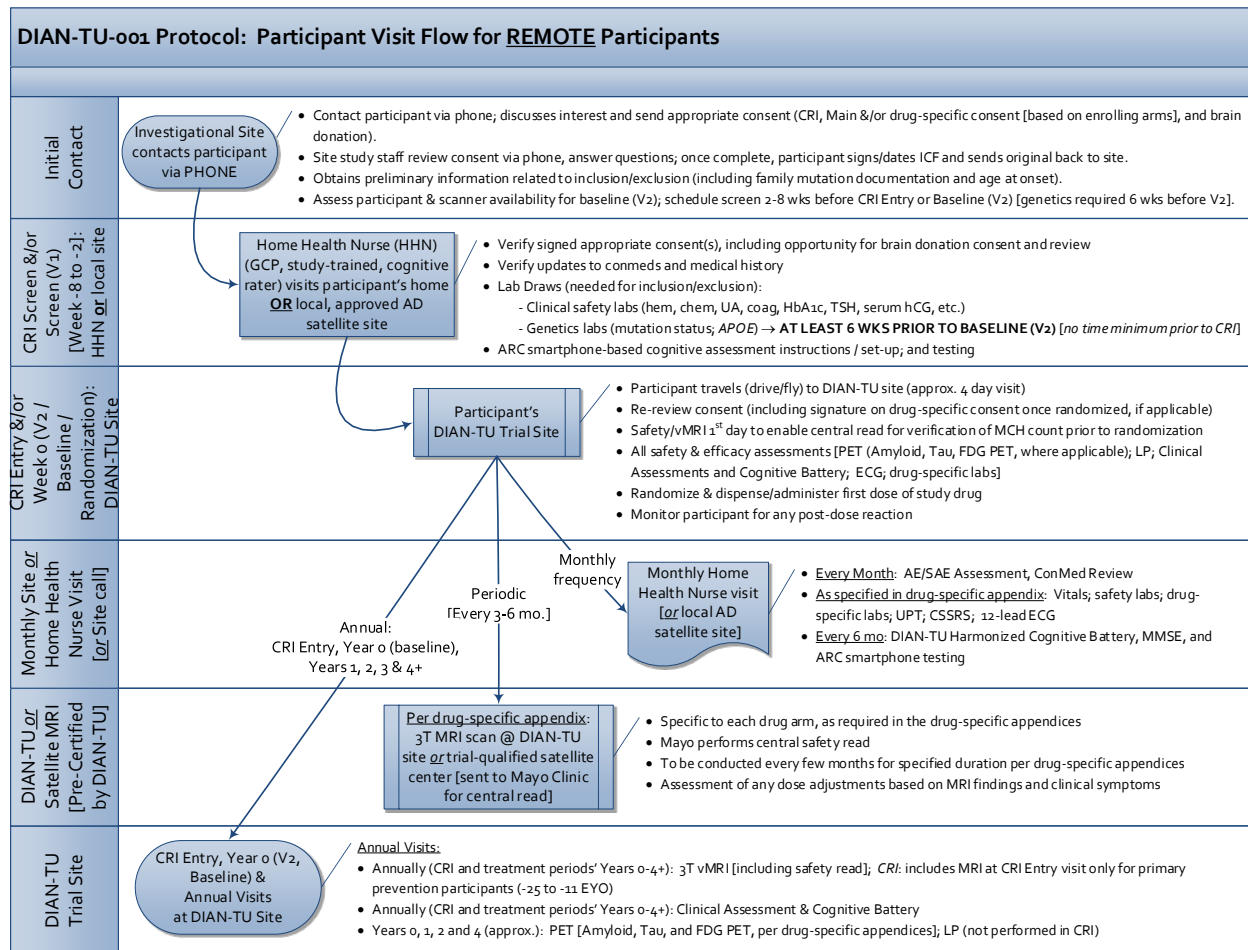 DIAN-TU-001 Protocol: Participant Visit Flow for REMOTE Participants
Initial
Contact
Investigational Site
contacts participant
via PHONE
• Contact participant via phone; discusses interest and send appropriate consent (CRI, Main &/or drug-specific consent [based on enrolling arms], and brain
donation).
• Site study staff review consent via phone, answer questions; once complete, participant signs/dates ICF and sends original back to site.
• Obtains preliminary information related to inclusion/exclusion (including family mutation documentation and age at onset).
• Assess participant & scanner availability for baseline (V2); schedule screen 2-8 wks before CRI Entry or Baseline (V2) [genetics required 6 wks before V2].
CRI Screen &/or
Screen (V1)
[Week -8 to -2]:
HHN or local site
Home Health Nurse (HHN)
(GCP, study-trained, cognitive
rater) visits participant's home
OR local, approved AD
satellite site
• Verify signed appropriate consent(s), including opportunity for brain donation consent and review
• Verify updates to conmeds and medical history
• Lab Draws (needed for inclusion/exclusion):
- Clinical safety labs (hem, chem, UA, coag, HbA1c, TSH, serum hCG, etc.)
- Genetics labs (mutation status; APOE) → AT LEAST 6 WKS PRIOR TO BASELINE (V2) [no time minimum prior to CRI]
• ARC smartphone-based cognitive assessment instructions / set-up; and testing
CRI Entry &/or
Week 0 (V2 /
Baseline /
Randomization):
DIAN-TU Site
Participant's
DIAN-TU Trial Site
• Participant travels (drive/fly) to DIAN-TU site (approx. 4 day visit)
• Re-review consent (including signature on drug-specific consent once randomized, if applicable)
• Safety/vMRI 1st day to enable central read for verification of MCH count prior to randomization
• All safety & efficacy assessments [PET (Amyloid, Tau, FDG PET, where applicable); LP; Clinical
Assessments and Cognitive Battery; ECG; drug-specific labs]
• Randomize & dispense/administer first dose of study drug
• Monitor participant for any post-dose reaction
Monthly Site or
Home Health
Nurse Visit
[or Site call]
Annual:
CRI Entry, Year 0 (baseline),
Years 1, 2, 3 & 4+
Periodic
[Every 3-6 mo.]
Monthly
frequency
Monthly Home
Health Nurse visit
[or local AD
satellite site]
• Every Month: AE/SAE Assessment, ConMed Review
• As specified in drug-specific appendix: Vitals; safety labs; drug-
specific labs; UPT; CSSRS; 12-lead ECG
• Every 6 mo: DIAN-TU Harmonized Cognitive Battery, MMSE, and
ARC smartphone testing
DIAN-TU or
Satellite MRI
[Pre-Certified
by DIAN-TU]
Per drug-specific appendix:
3T MRI scan @ DIAN-TU
site or trial-qualified satellite
center [sent to Mayo Clinic
for central read]
• Specific to each drug arm, as required in the drug-specific appendices
• Mayo performs central safety read
• To be conducted every few months for specified duration per drug-specific appendices
• Assessment of any dose adjustments based on MRI findings and clinical symptoms
DIAN-TU
Trial Site
CRI Entry, Year 0 (V2,
Baseline) &
Annual Visits
at DIAN-TU Site
Annual Visits:
• Annually (CRI and treatment periods' Years 0-4+): 3T vMRI [including safety read]; CRI: includes MRI at CRI Entry visit only for primary
prevention participants (-25 to -11 EYO)
• Annually (CRI and treatment periods' Years 0-4+): Clinical Assessment & Cognitive Battery
• Years 0, 1, 2 and 4 (approx.): PET [Amyloid, Tau, and FDG PET, per drug-specific appendices]; LP (not performed in CRI)